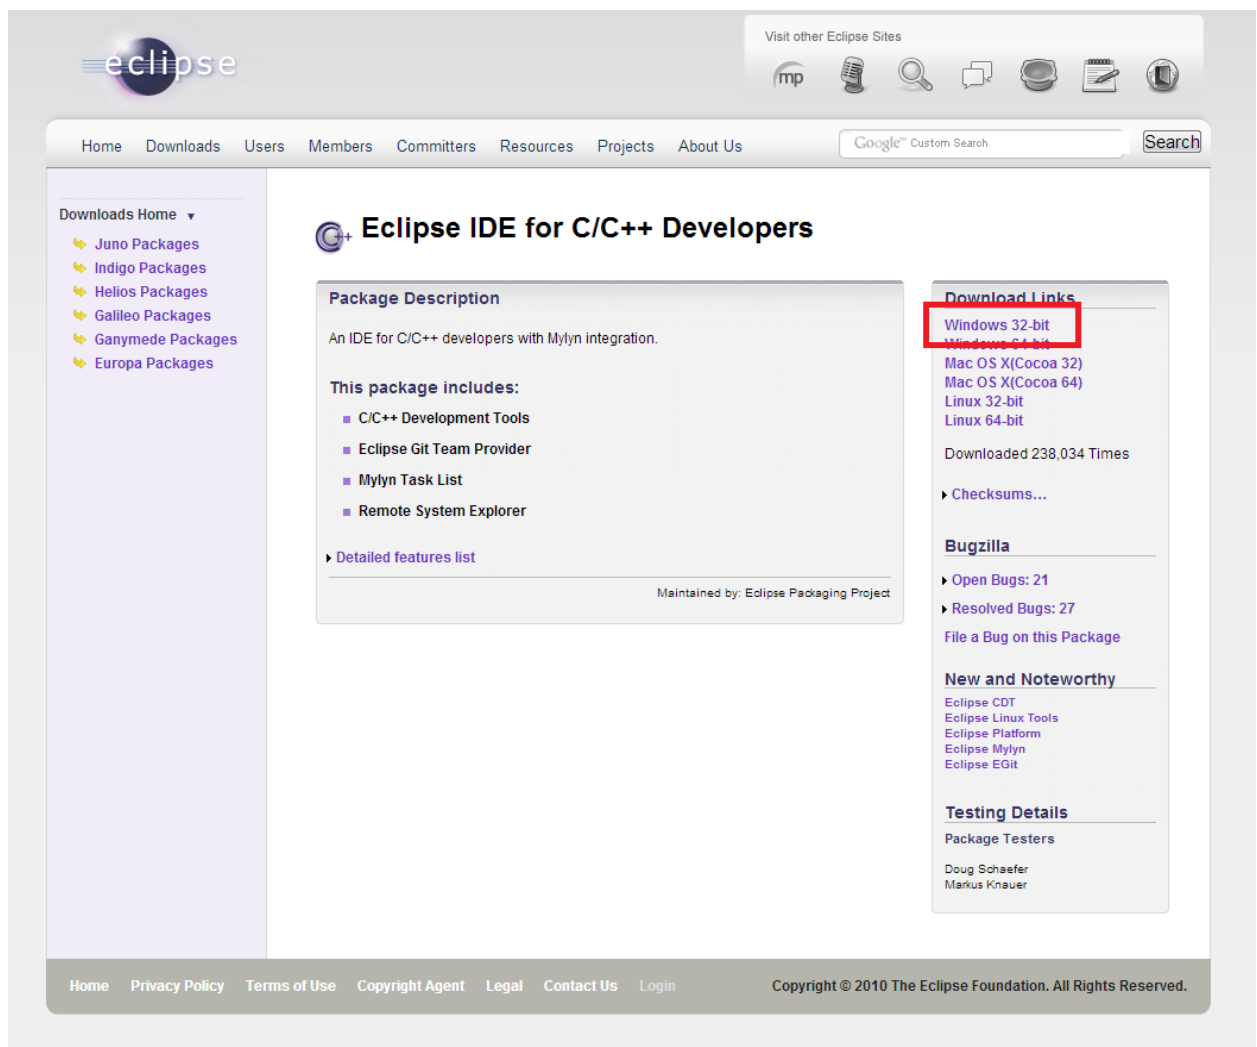 eclipse
Visit other Eclipse Sites
mp
Home Downloads Users Members Committers Resources Projects About Us
Google™ Custom Search
Search
Downloads Home
Juno Packages
Indigo Packages
Helios Packages
Galileo Packages
Ganymede Packages
Europa Packages
C++
Eclipse IDE for C/C++ Developers
Package Description
An IDE for C/C++ developers with Mylyn integration.
This package includes:
C/C++ Development Tools
Eclipse Git Team Provider
Mylyn Task List
Remote System Explorer
Detailed features list
Maintained by: Eclipse Packaging Project
Download Links
Windows 32-bit
Windows 64-bit
Mac OS X(Cocoa 32)
Mac OS X(Cocoa 64)
Linux 32-bit
Linux 64-bit
Downloaded 238,034 Times
Checksums...
Bugzilla
Open Bugs: 21
Resolved Bugs: 27
File a Bug on this Package
New and Noteworthy
Eclipse CDT
Eclipse Linux Tools
Eclipse Platform
Eclipse Mylyn
Eclipse EGit
Testing Details
Package Testers
Doug Schaefer
Markus Knauer
Home Privacy Policy Terms of Use Copyright Agent Legal Contact Us Login
Copyright © 2010 The Eclipse Foundation. All Rights Reserved.